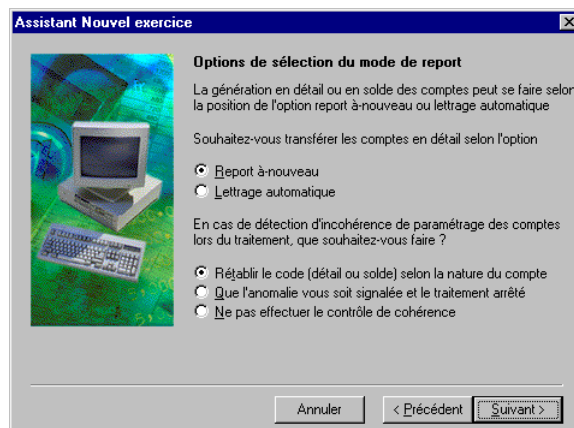 Assistant Nouvel exercice
Options de sélection du mode de report
La génération en détail ou en solde des comptes peut se faire selon
la position de l'option report à-nouveau ou lettrage automatique
Souhaitez-vous transférer les comptes en détail selon l'option
Report à-nouveau
Lettrage automatique
En cas de détection d'incohérence de paramétrage des comptes
lors du traitement, que souhaitez-vous faire ?
Rétablir le code (détail ou solde) selon la nature du compte
Que l'anomalie vous soit signalée et le traitement arrêté
Ne pas effectuer le contrôle de cohérence
Annuler
< Précédent
Suivant >